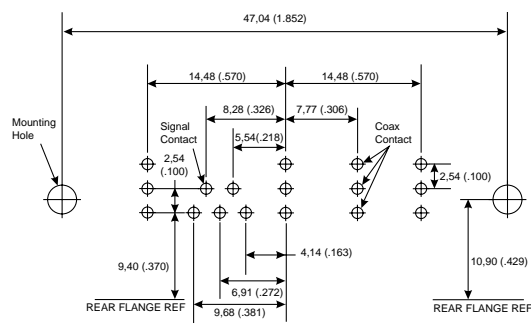 47,04 (1.852)
14,48 (.570)
14,48 (.570)
Mounting
Hole
Signal
Contact
8,28 (.326)
7,77 (.306)
Coax
Contact
5,54(.218)
2,54
(.100)
2,54 (.100)
4,14 (.163)
9,40 (.370)
10,90 (.429)
6,91 (.272)
REAR FLANGE REF
REAR FLANGE REF
9,68 (.381)